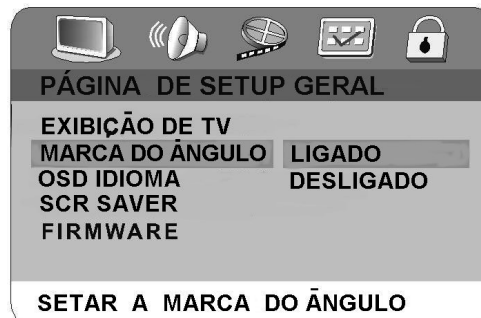 PÁGINA DE SETUP GERAL
EXIBIÇÃO DE TV
MARCA DO ÂNGULO LIGADO
OSD IDIOMA DESLIGADO
SCR SAVER
FIRMWARE
SETAR A MARCA DO ÂNGULO